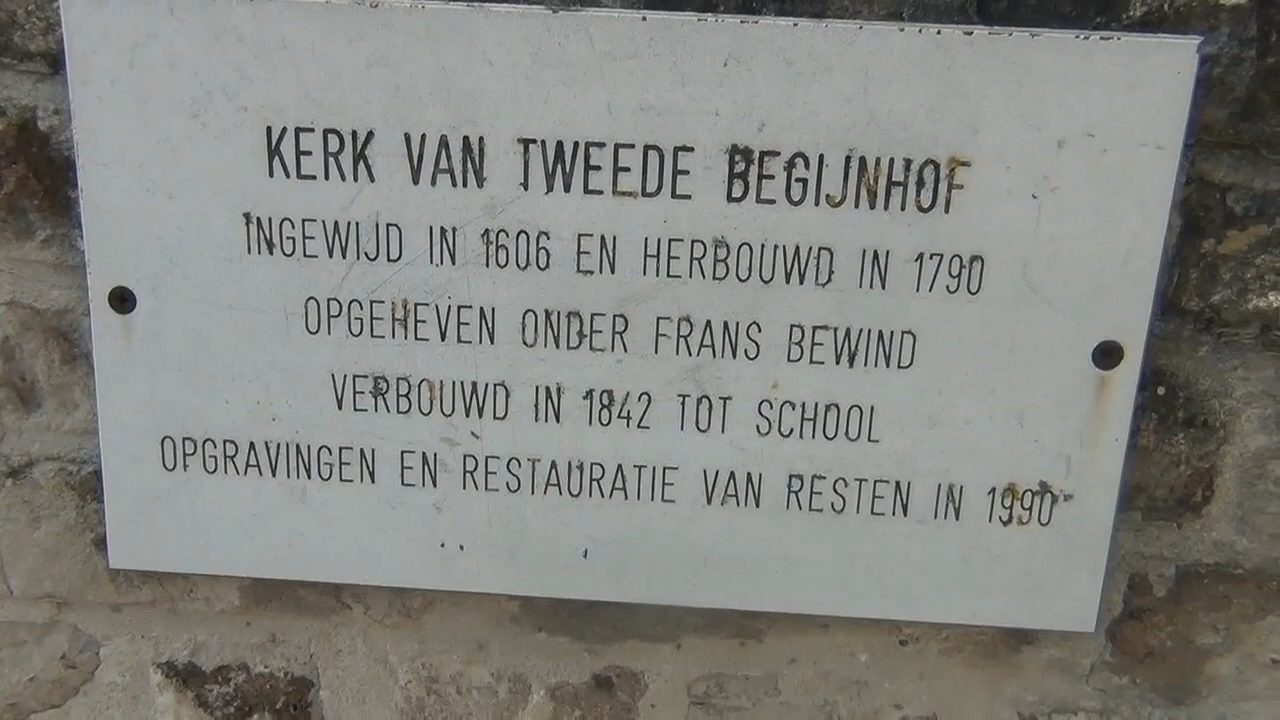 KERK VAN TWEEDE BEGIJNHOF
INGEWIJD IN 1606 EN HERBOUWD IN 1790
OPGEHEVEN ONDER FRANS BEWIND
VERBOUWD IN 1842 TOT SCHOOL
OPGRAVINGEN EN RESTAURATIE VAN RESTEN IN 1990